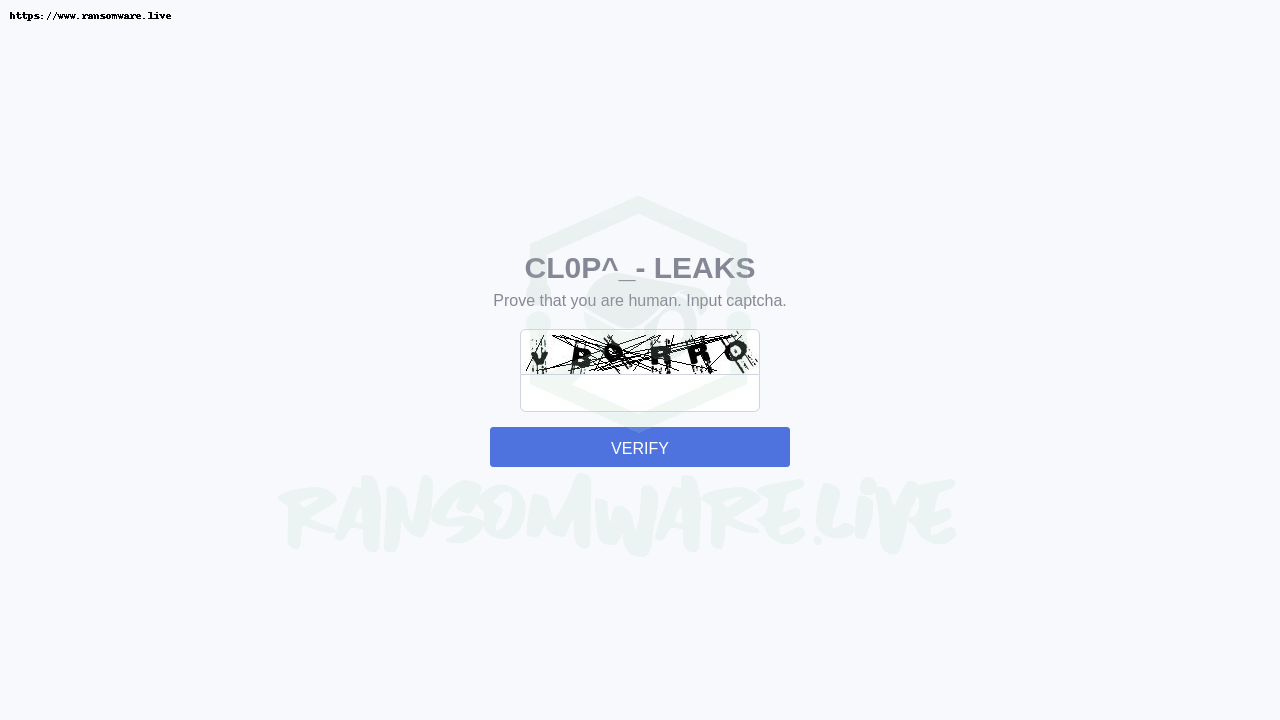 https://www.ransomware.live
CL0P^_- LEAKS
Prove that you are human. Input captcha.
VERIFY
RANSOMWARE.LiVE